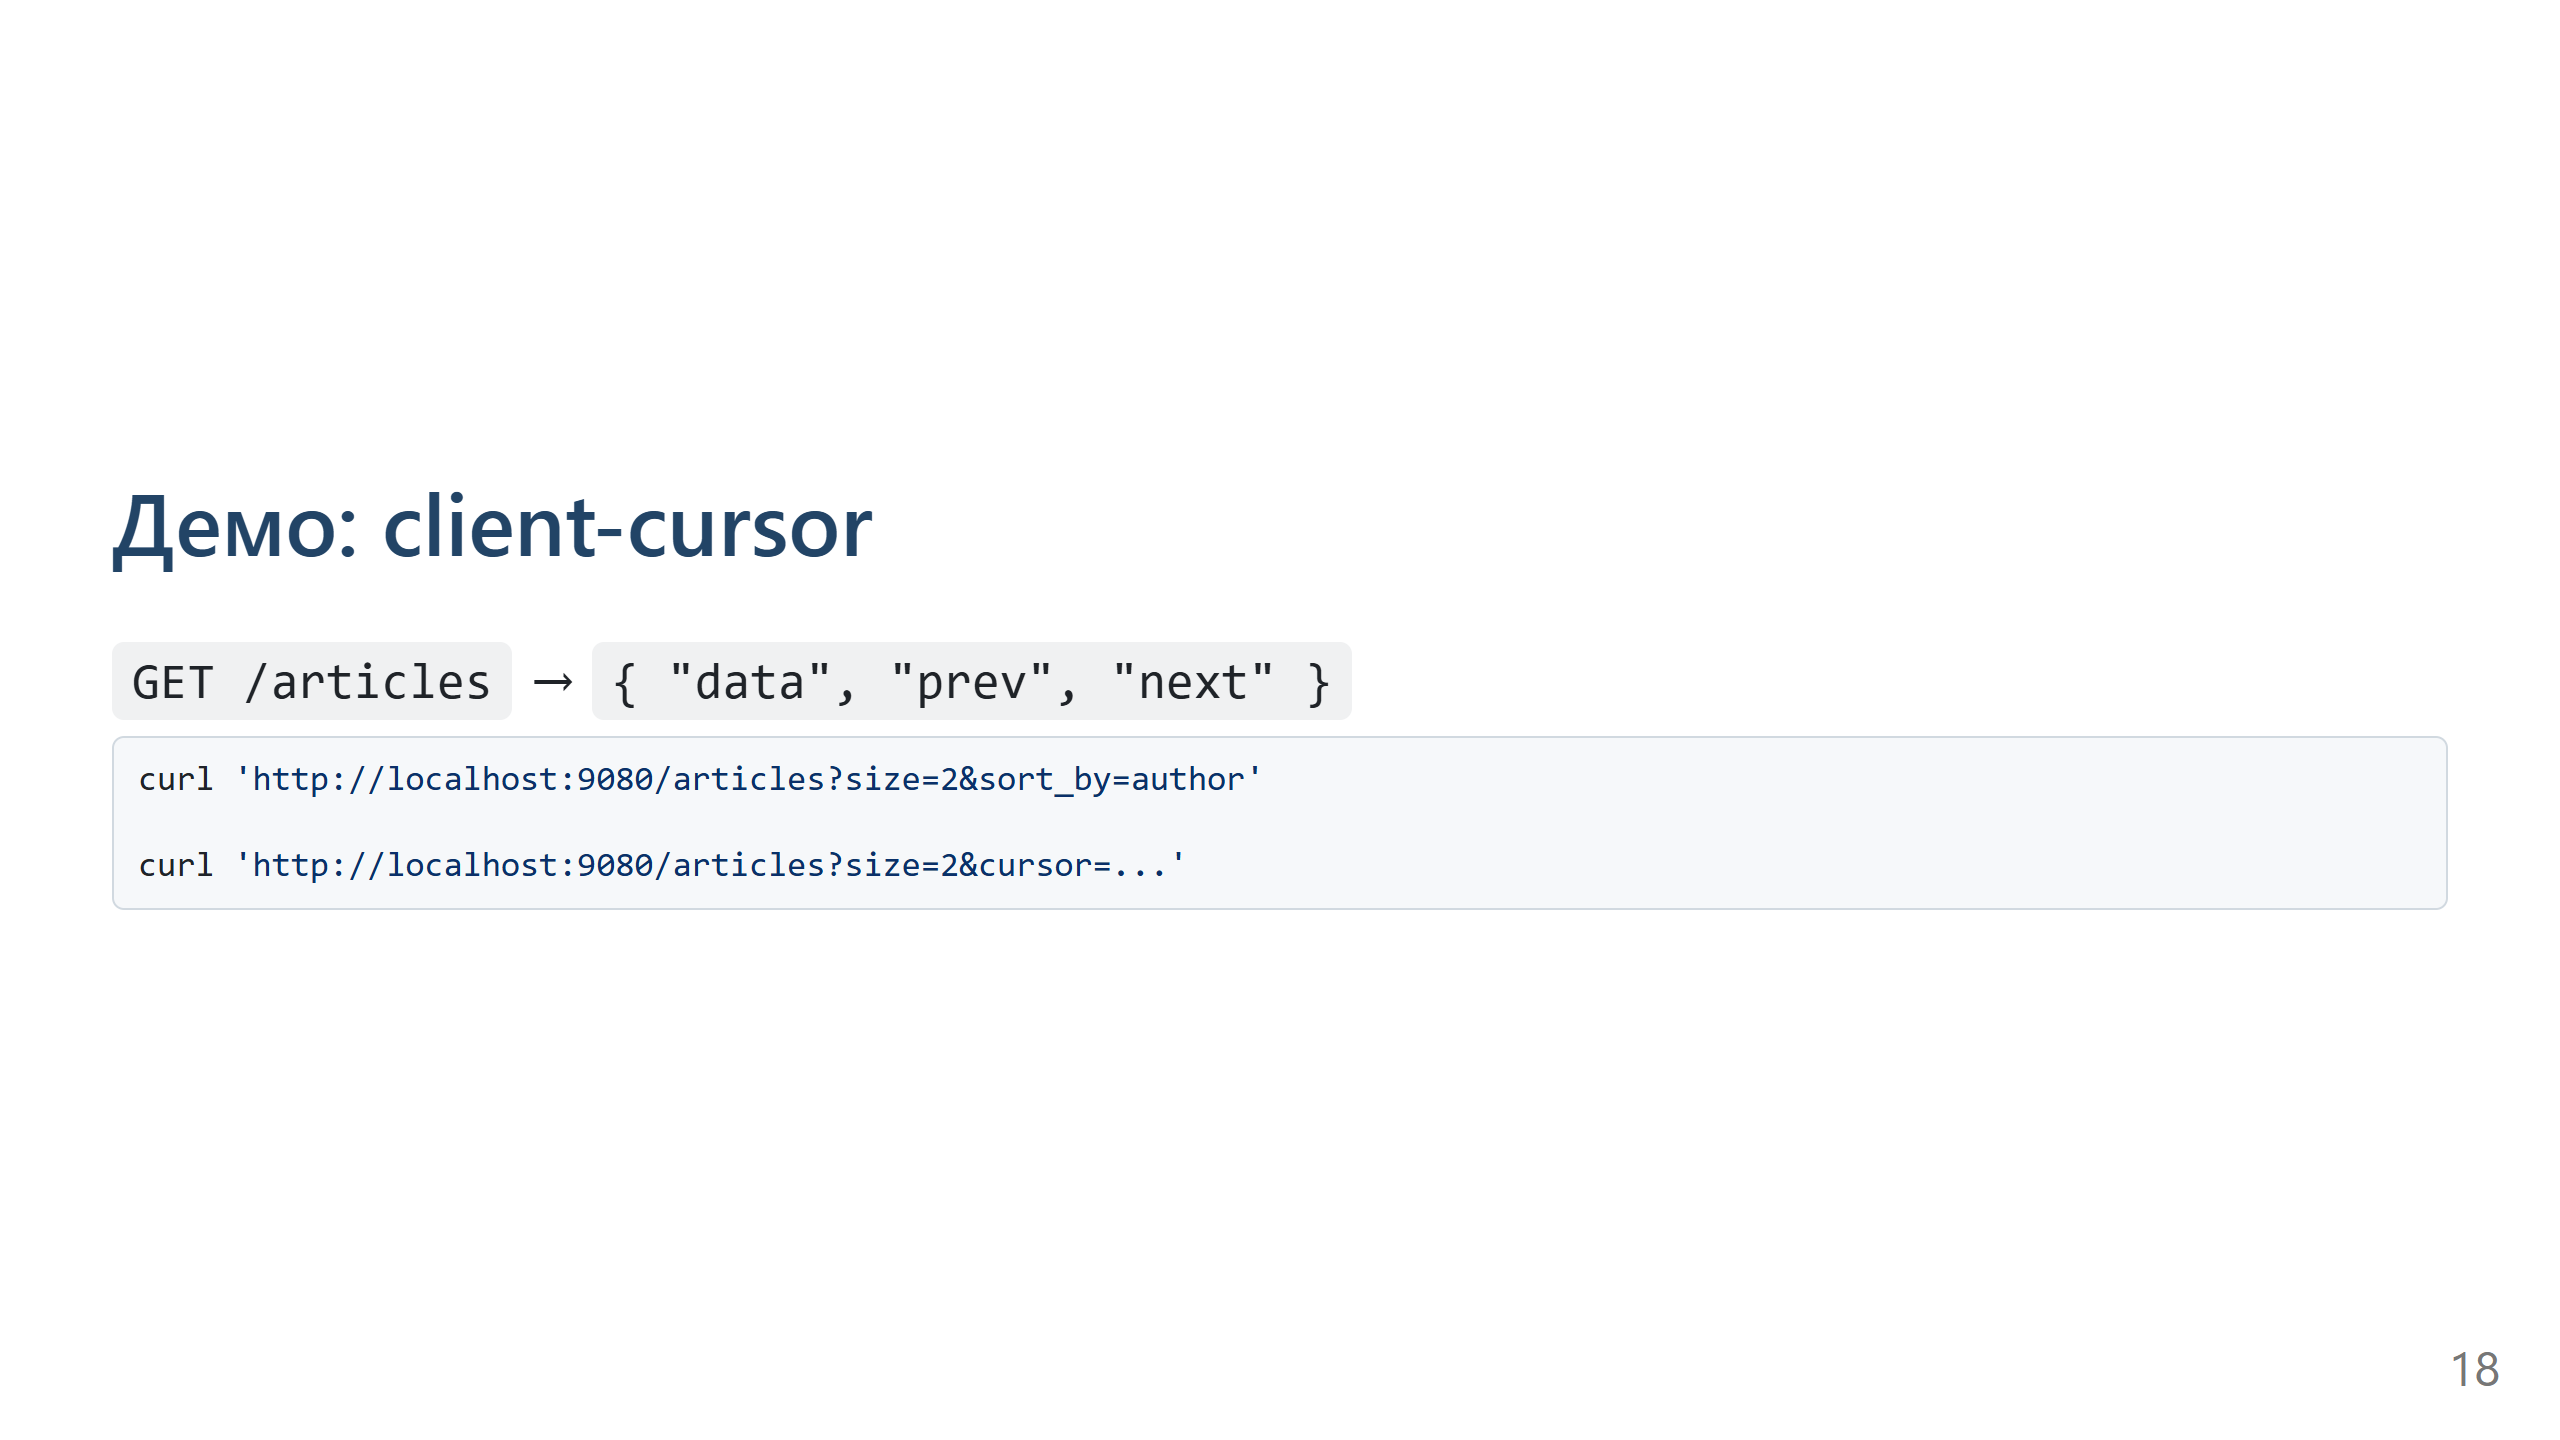 Демо: client-cursor
GET /articles → { "data", "prev", "next" }
curl 'http://localhost:9080/articles?size=2&sort_by=author'
curl 'http://localhost:9080/articles?size=2&cursor=...'
18